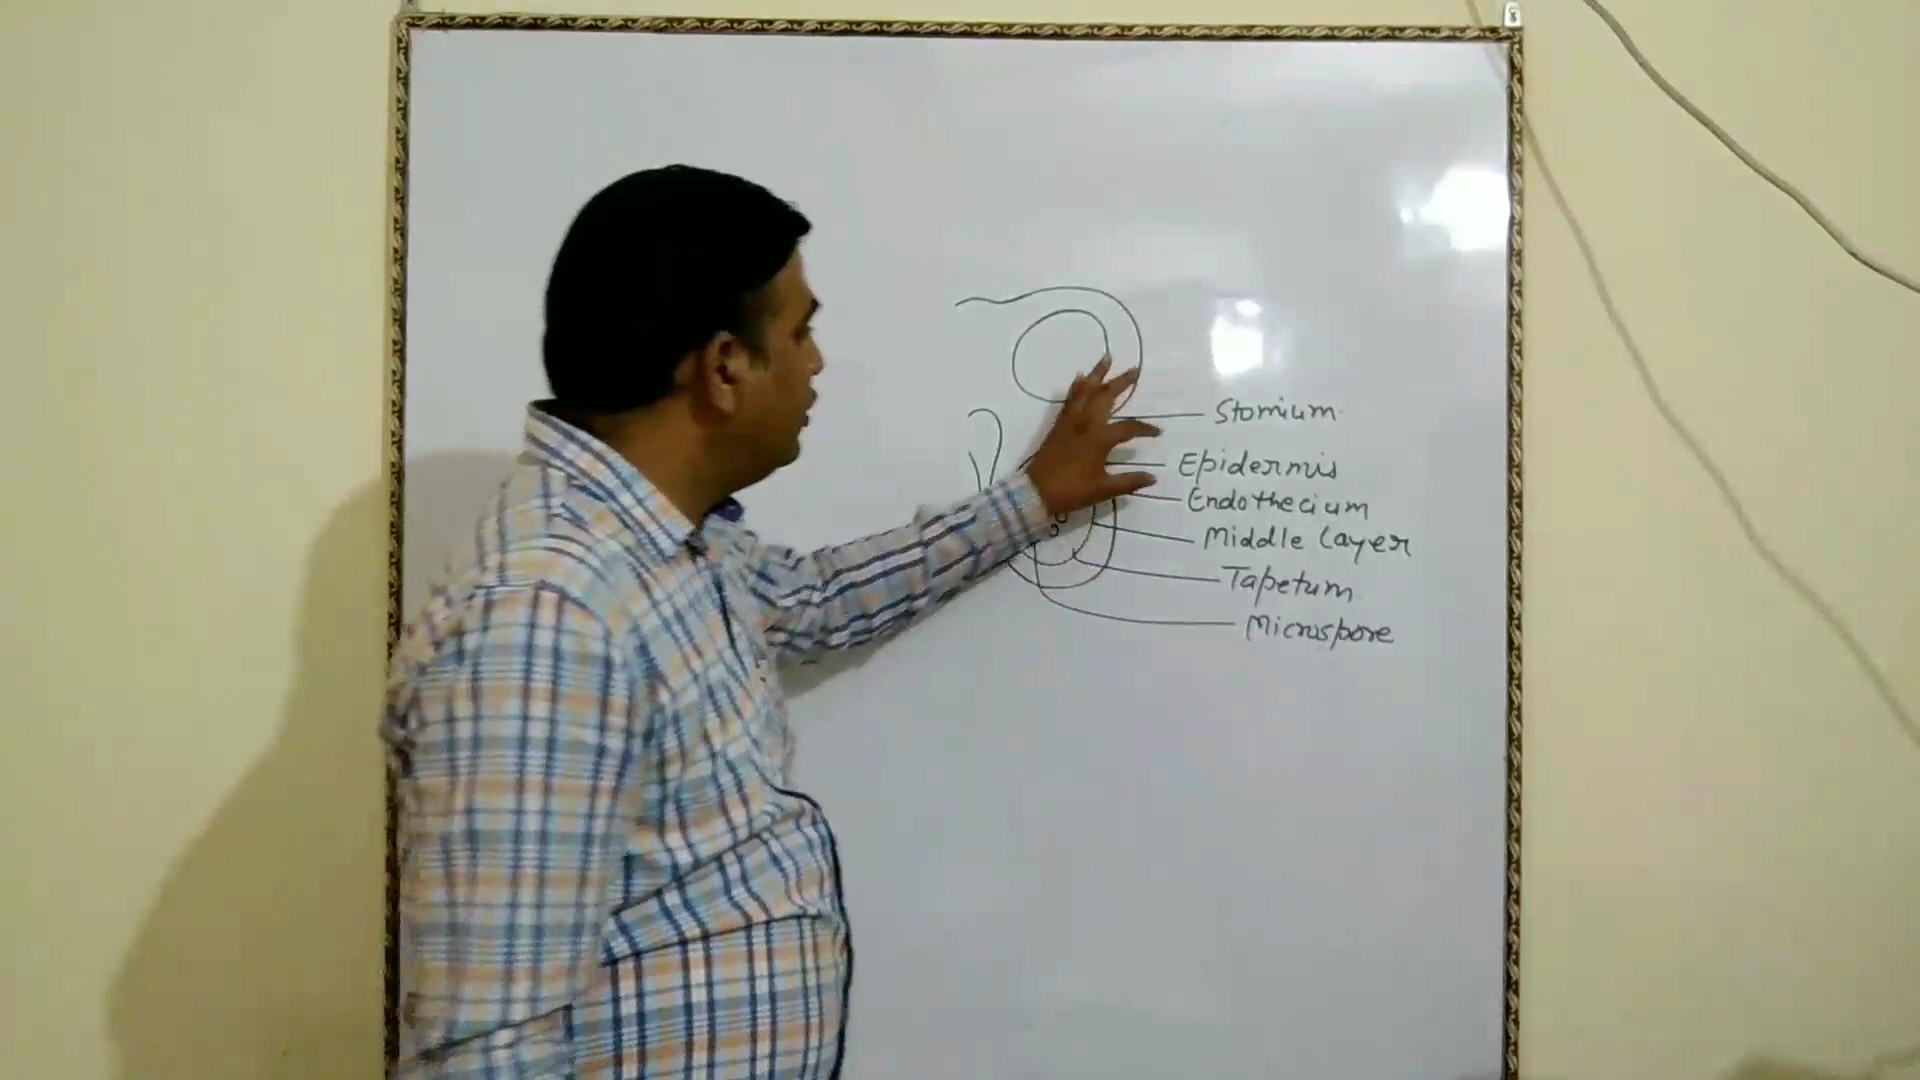 Stomium
Epidermis
Endothecium
Middle Layer
Tapetum
Microspore